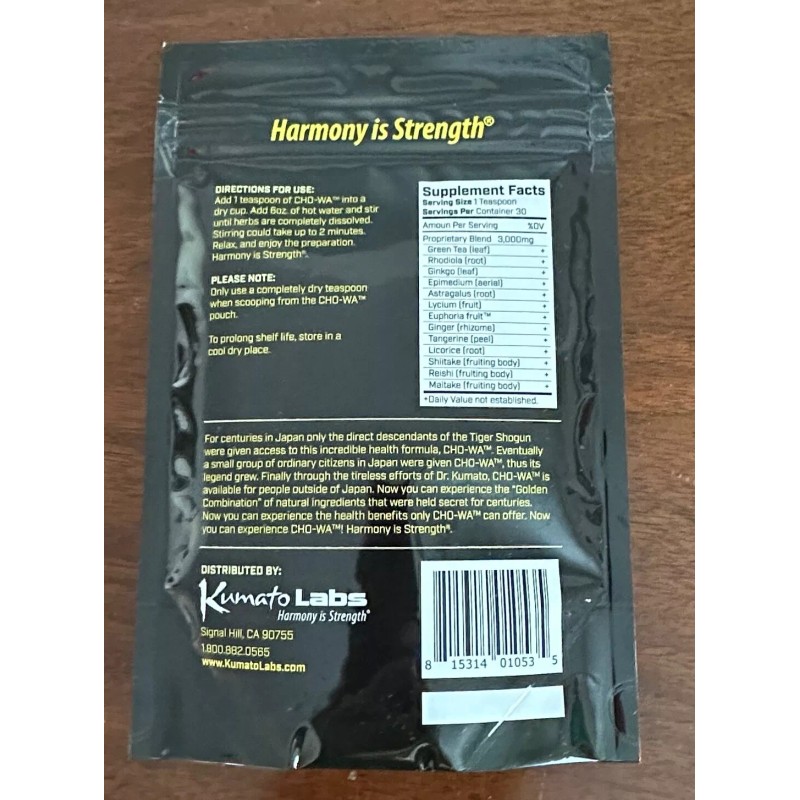 Harmony is Strength®
DIRECTIONS FOR USE:
Add 1 teaspoon of CHO-WA™ into a
dry cup. Add 6oz. of hot water and stir
until herbs are completely dissolved.
Stirring could take up to 2 minutes.
Relax, and enjoy the preparation.
Harmony is Strength®.
PLEASE NOTE:
Only use a completely dry teaspoon
when scooping from the CHO-WA™
pouch.
To prolong shelf life, store in a
cool dry place.
Supplement Facts
Serving Size 1 Teaspoon
Servings Per Container 30
Amoun Per Serving %DV
Proprietary Blend 3,000mg
Green Tea (leaf) +
Rhodiola (root) +
Ginkgo (leaf) +
Epimedium (aerial) +
Astragalus (root) +
Lycium (fruit) +
Euphoria fruit™ +
Ginger (rhizome) +
Tangerine (peel) +
Licorice (root) +
Shiitake (fruiting body) +
Reishi (fruiting body) +
Maitake (fruiting body) +
+Daily Value not established.
For centuries in Japan only the direct descendants of the Tiger Shogun
were given access to this incredible health formula, CHO-WA™. Eventually
a small group of ordinary citizens in Japan were given CHO-WA™, thus its
legend grew. Finally through the tireless efforts of Dr. Kumato, CHO-WA™ is
available for people outside of Japan. Now you can experience the "Golden
Combination" of natural ingredients that were held secret for centuries.
Now you can experience the health benefits only CHO-WA™ can offer. Now
you can experience CHO-WA™! Harmony is Strength®.
DISTRIBUTED BY:
Kumato Labs
Harmony is Strength®
Signal Hill, CA 90755
1.800.882.0565
www.KumatoLabs.com
8 15314 01053 5